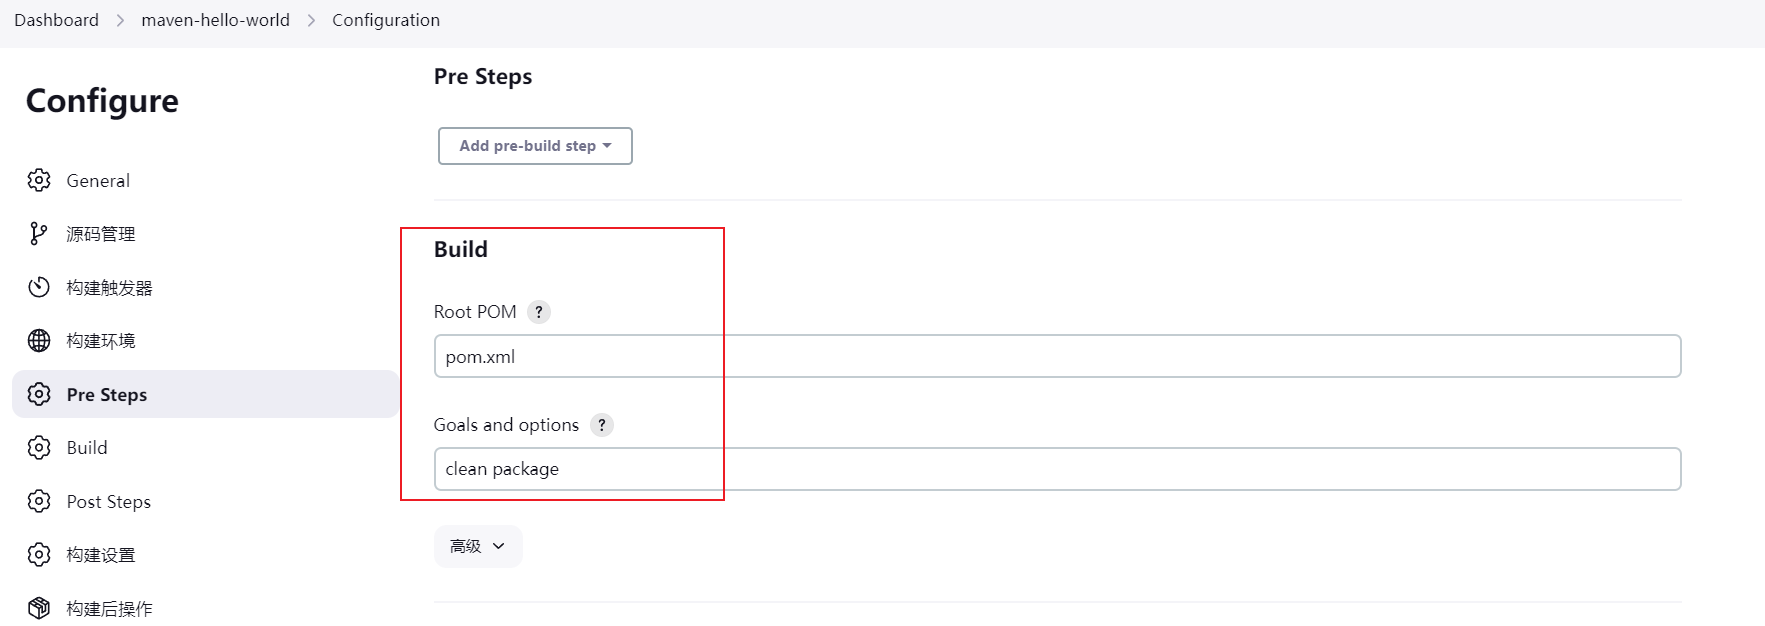 Dashboard > maven-hello-world > Configuration
Configure
General
源码管理
构建触发器
构建环境
Pre Steps
Build
Post Steps
构建设置
构建后操作
Pre Steps
Add pre-build step
Build
Root POM ?
pom.xml
Goals and options ?
clean package
高级